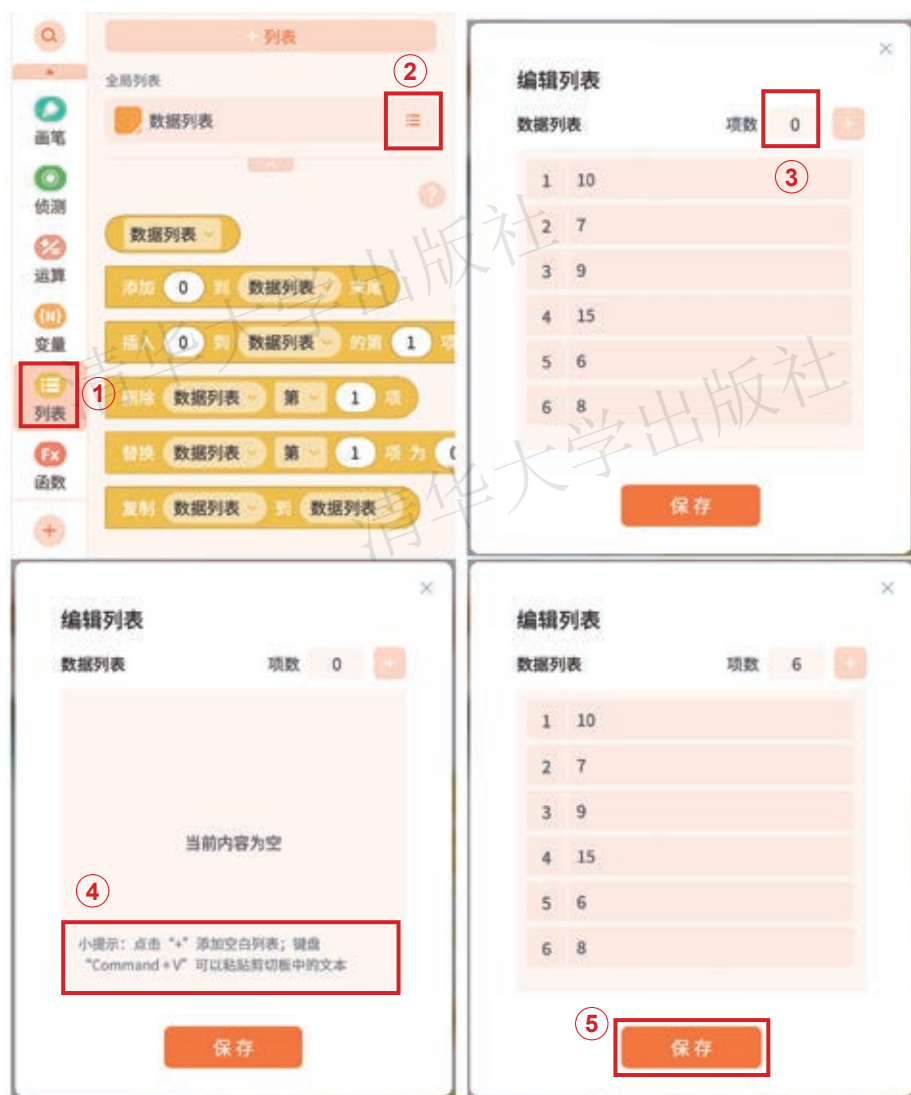 + 列表
全局列表
②
数据列表
画笔
侦测
运算
变量
列表
①
函数
数据列表
添加 0 到 数据列表 末尾
插入 0 到 数据列表 的第 1 项
删除 数据列表 第 1 项
替换 数据列表 第 1 项 为 0
复制 数据列表 到 数据列表
编辑列表
数据列表 项数 0 +
③
1 10
2 7
3 9
4 15
5 6
6 8
保存
编辑列表
数据列表 项数 0 +
当前内容为空
④
小提示：点击“+”添加空白列表；键盘
“Command+V”可以粘贴剪切板中的文本
保存
编辑列表
数据列表 项数 6 +
1 10
2 7
3 9
4 15
5 6
6 8
⑤
保存
清华大学出版社
清华大学出版社